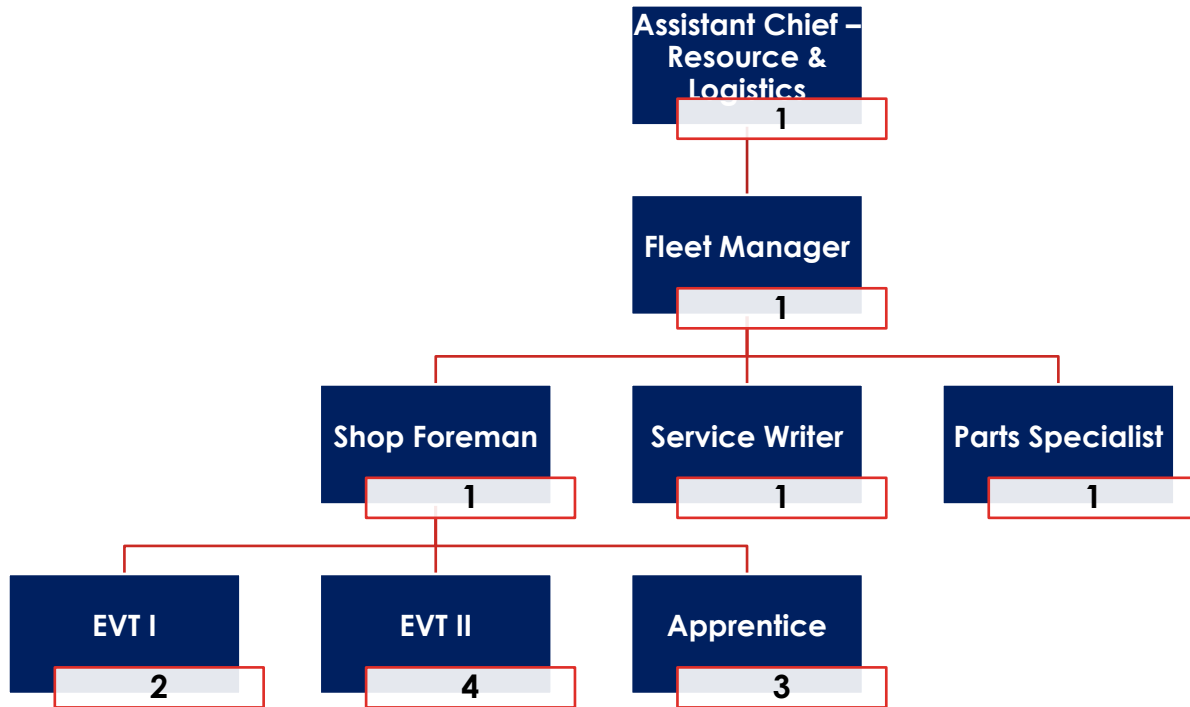 Assistant Chief –
Resource &
Logistics
1
Fleet Manager
1
Shop Foreman
1
Service Writer
1
Parts Specialist
1
EVT I
2
EVT II
4
Apprentice
3